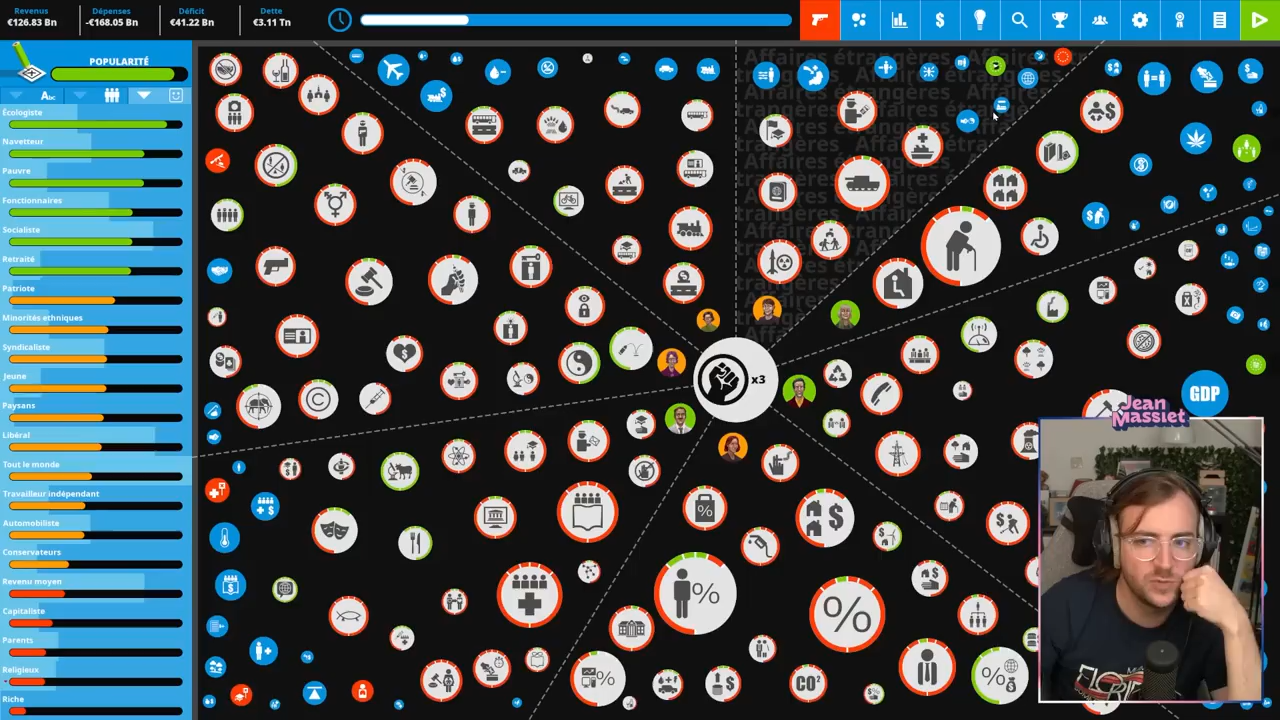 Revenus
€126.83 Bn
Dépenses
-€168.05 Bn
Déficit
€41.22 Bn
Dette
€3.11 Tn
POPULARITÉ
ABC
Écologiste
Navetteur
Pauvre
Fonctionnaires
Socialiste
Retraité
Patriote
Minorités ethniques
Syndicaliste
Jeune
Paysans
Libéral
Tout le monde
Travailleur indépendant
Automobiliste
Conservateurs
Revenu moyen
Capitaliste
Parents
Religieux
Riche
Affaires étrangères
x3
GDP
CO²
Jean
Massiet